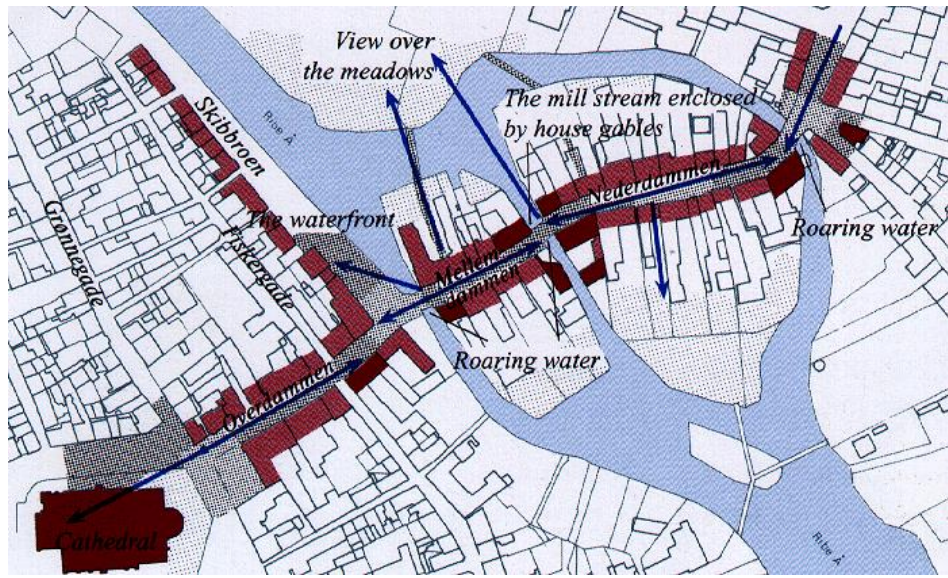 View over
the meadows
The mill stream enclosed
by house gables
Skibbroen
Ribe Å
Nederdammen
Roaring water
The waterfront
Grønnegade
Fiskergade
Mellem
dammen
Roaring water
Overdammen
Cathedral
Ribe Å